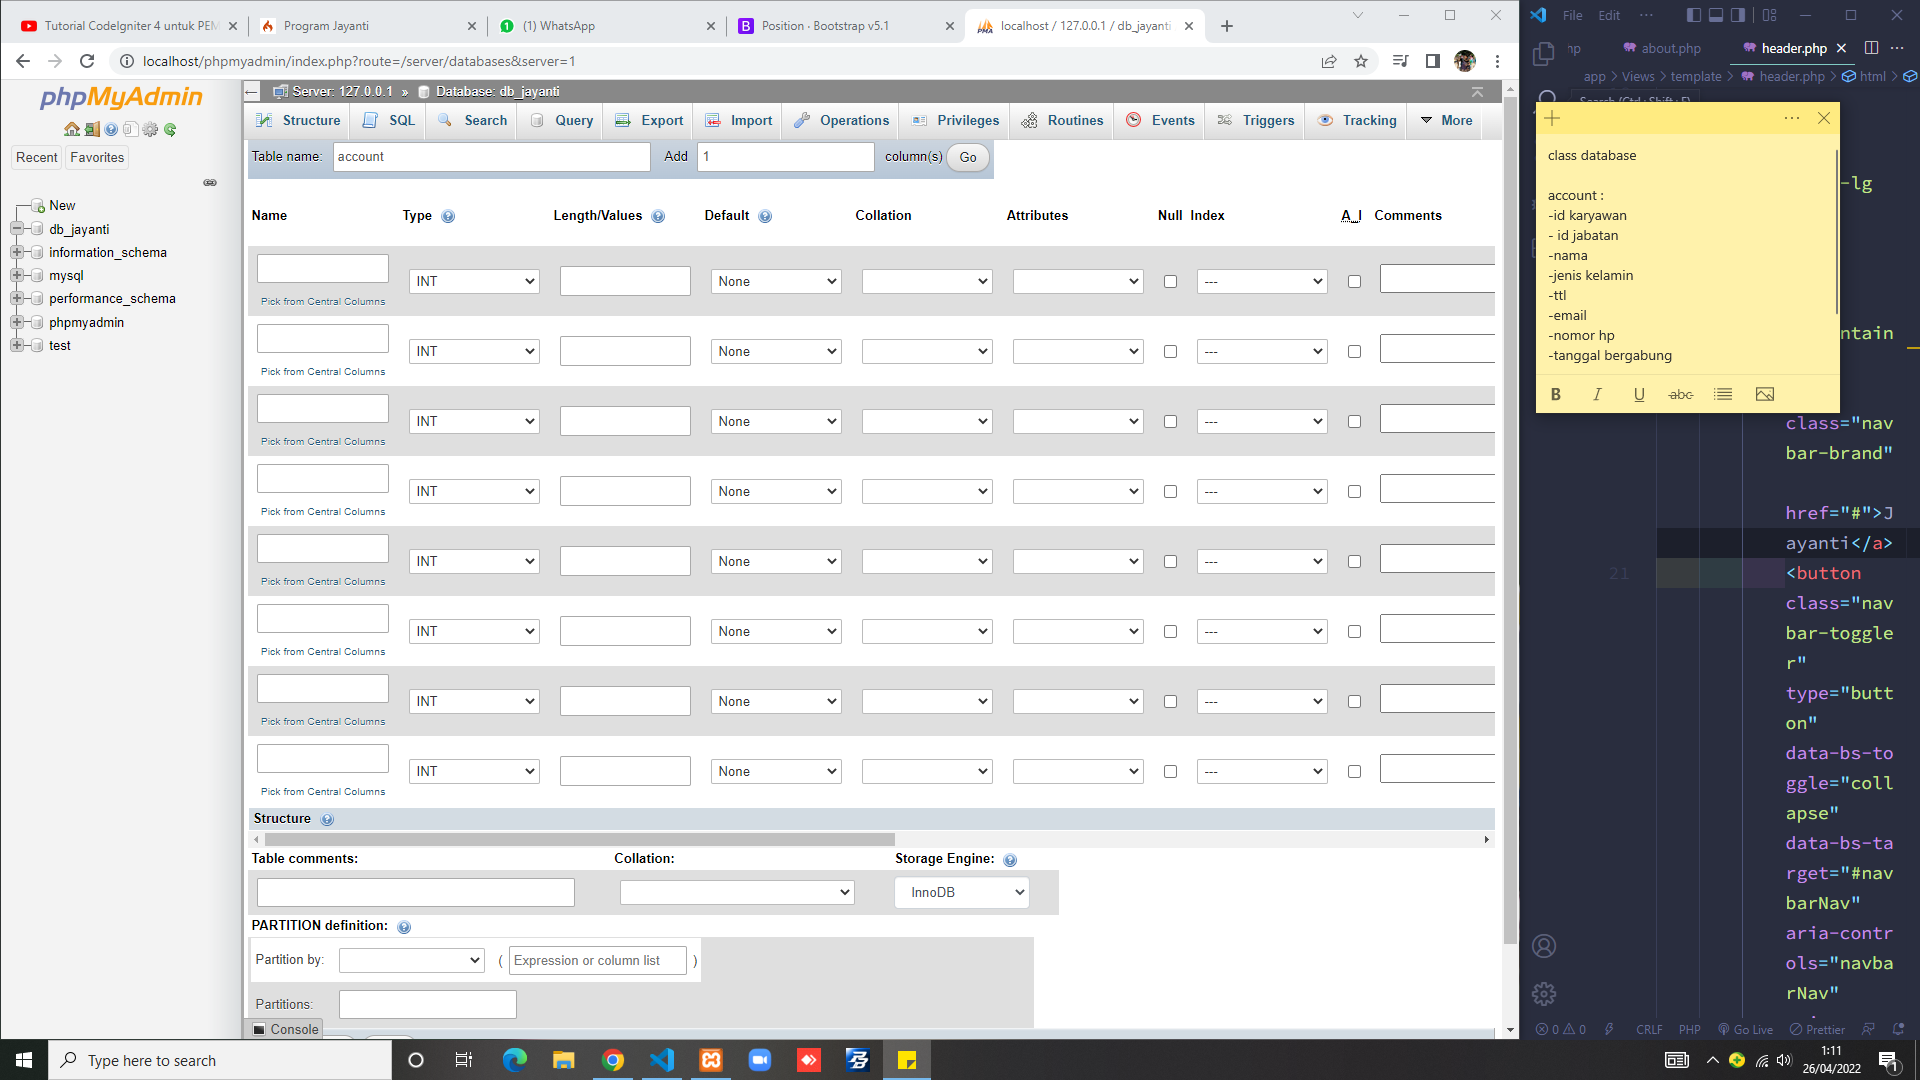 Tutorial CodeIgniter 4 untuk PEM
Program Jayanti
(1) WhatsApp
Position · Bootstrap v5.1
localhost / 127.0.0.1 / db_jayanti
localhost/phpmyadmin/index.php?route=/server/databases&server=1
phpMyAdmin
Recent
Favorites
New
db_jayanti
information_schema
mysql
performance_schema
phpmyadmin
test
Server: 127.0.0.1 » Database: db_jayanti
Structure SQL Search Query Export Import Operations Privileges Routines Events Triggers Tracking More
Table name: account Add 1 column(s) Go
Name Type Length/Values Default Collation Attributes Null Index A_I Comments
INT None ---
Pick from Central Columns
INT None ---
Pick from Central Columns
INT None ---
Pick from Central Columns
INT None ---
Pick from Central Columns
INT None ---
Pick from Central Columns
INT None ---
Pick from Central Columns
INT None ---
Pick from Central Columns
INT None ---
Pick from Central Columns
Structure
Table comments: Collation: Storage Engine:
InnoDB
PARTITION definition:
Partition by: ( Expression or column list )
Partitions:
Console
File Edit ···
hp about.php header.php
app > Views > template > header.php > html >
class database
account :
-id karyawan
- id jabatan
-nama
-jenis kelamin
-ttl
-email
-nomor hp
-tanggal bergabung
B I U abc
-lg
ntain
class="nav
bar-brand"
href="#">J
ayanti</a>
21 <button
class="nav
bar-toggle
r"
type="butt
on"
data-bs-to
ggle="coll
apse"
data-bs-ta
rget="#nav
barNav"
aria-contr
ols="navba
rNav"
0 0 CRLF PHP Go Live Prettier
Type here to search
1:11
26/04/2022
1